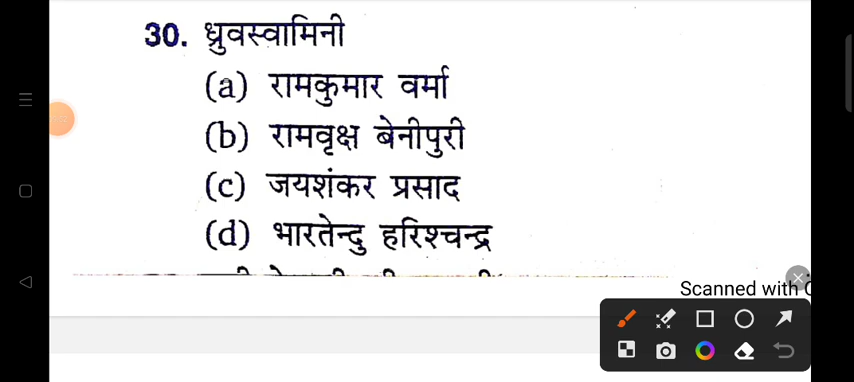 30. ध्रुवस्वामिनी
(a) रामकुमार वर्मा
(b) रामवृक्ष बेनीपुरी
(c) जयशंकर प्रसाद
(d) भारतेन्दु हरिश्चन्द्र
Scanned with